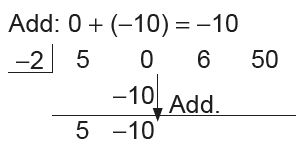 Add: 0 + (–10) = –10
–2 5 0 6 50
–10 Add.
5 –10